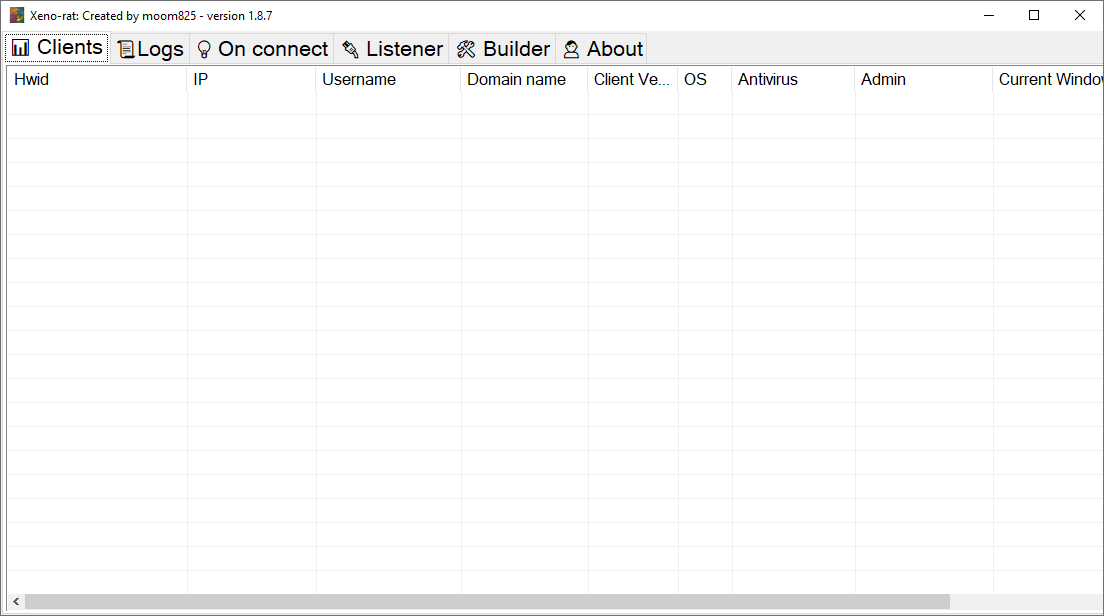 Xeno-rat: Created by moom825 - version 1.8.7
Clients Logs On connect Listener Builder About
Hwid IP Username Domain name Client Ve... OS Antivirus Admin Current Windo